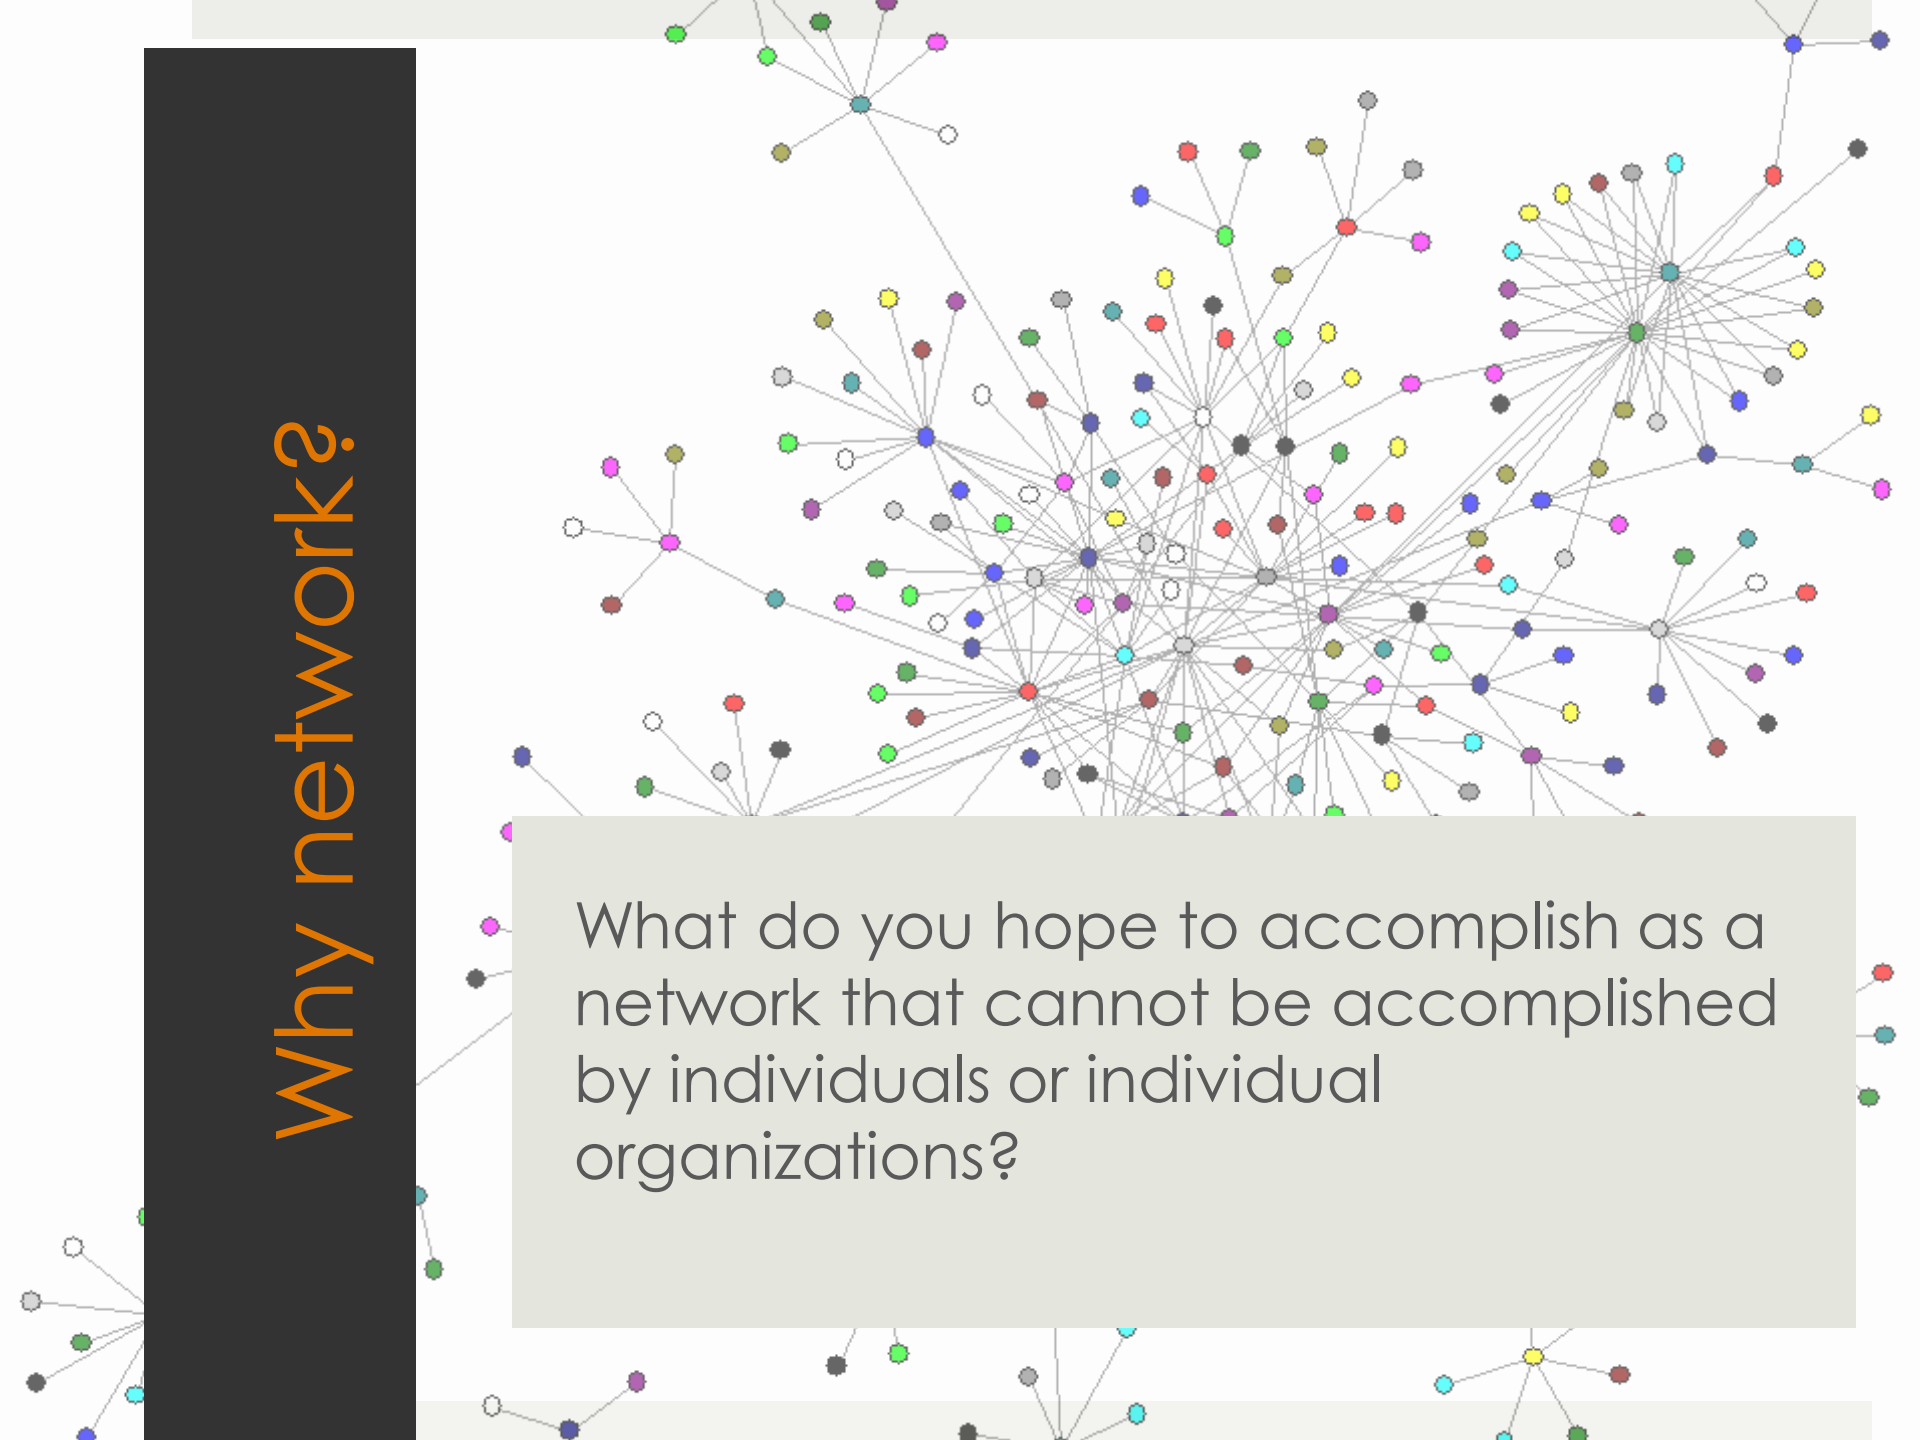 Why network?
What do you hope to accomplish as a
network that cannot be accomplished
by individuals or individual
organizations?